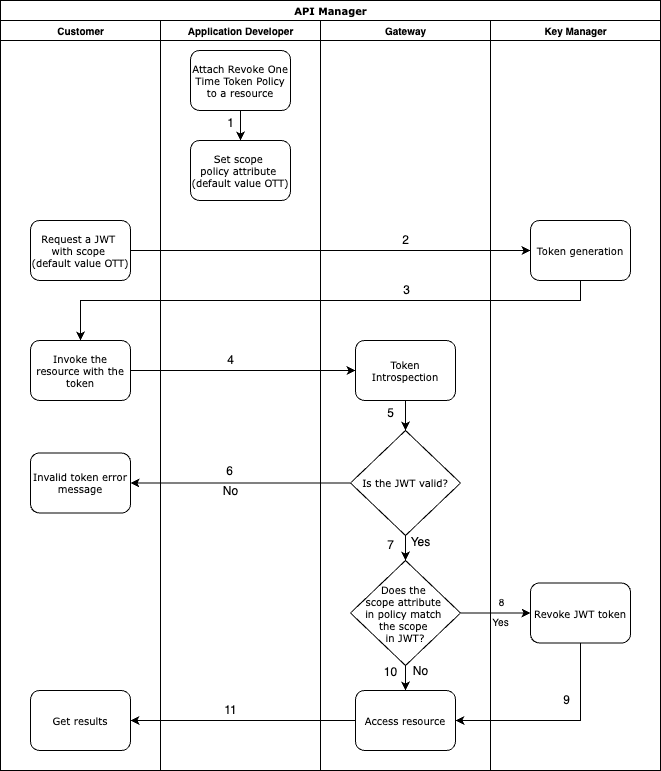 API Manager
Customer
Application Developer
Gateway
Key Manager
Attach Revoke One
Time Token Policy
to a resource
1
Set scope
policy attribute
(default value OTT)
Request a JWT
with scope
(default value OTT)
2
Token generation
3
Invoke the
resource with the
token
4
Token
Introspection
5
Invalid token error
message
6
No
Is the JWT valid?
7
Yes
Does the
scope attribute
in policy match
the scope
in JWT?
8
Yes
Revoke JWT token
10
No
9
Get results
11
Access resource